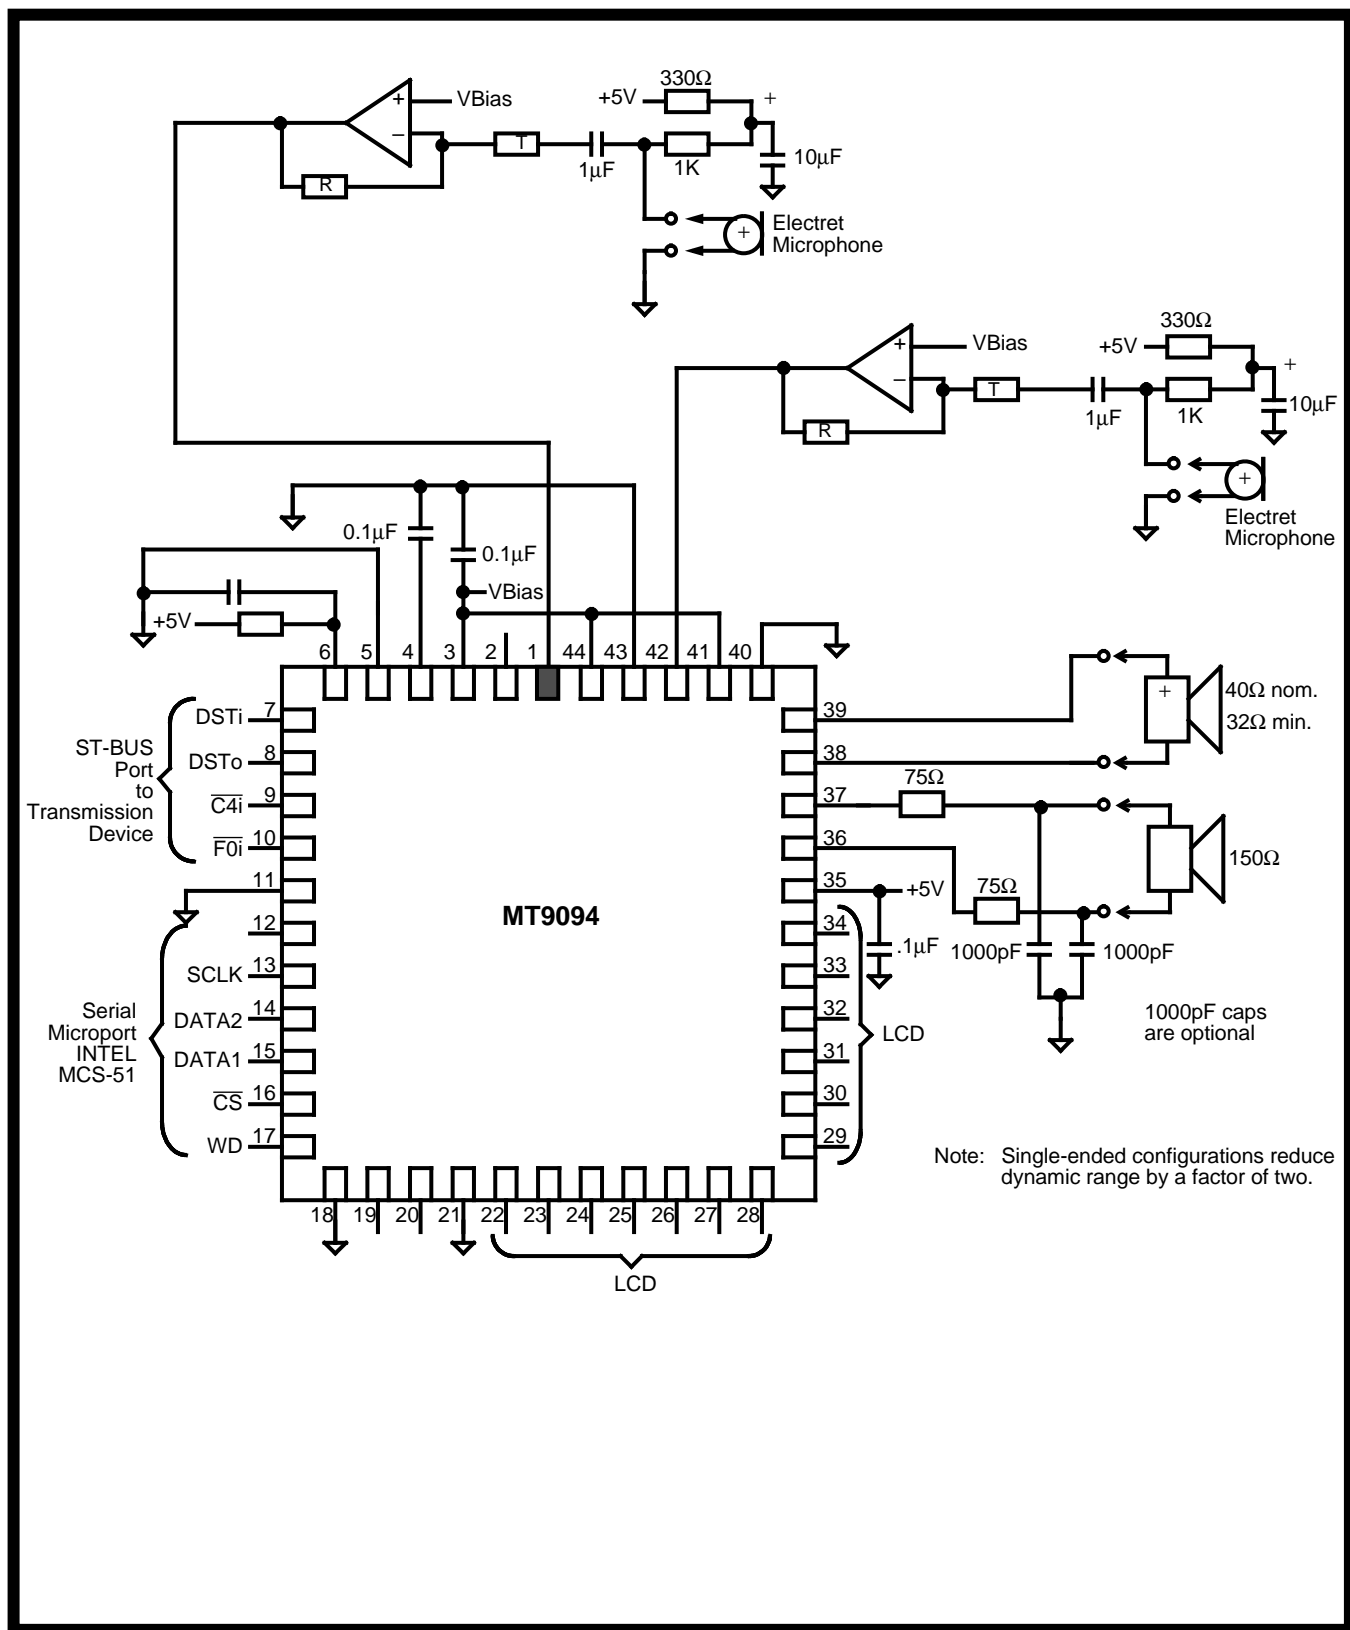 330Ω
+5V
+
+
VBias
−
T
1µF
1K
10µF
R
+
Electret
Microphone
330Ω
+5V
+
+
VBias
−
T
1µF
1K
10µF
R
+
Electret
Microphone
0.1µF
0.1µF
VBias
+5V
6 5 4 3 2 1 44 43 42 41 40
DSTi 7
DSTo 8
C4i 9
F0i 10
ST-BUS
Port
to
Transmission
Device
11
12
SCLK 13
DATA2 14
DATA1 15
CS 16
WD 17
Serial
Microport
INTEL
MCS-51
MT9094
39
38
37
36
35
34
33
32
31
30
29
+
40Ω nom.
32Ω min.
75Ω
150Ω
75Ω
+5V
.1µF
1000pF
1000pF
LCD
1000pF caps
are optional
Note: Single-ended configurations reduce
dynamic range by a factor of two.
18 19 20 21 22 23 24 25 26 27 28
LCD